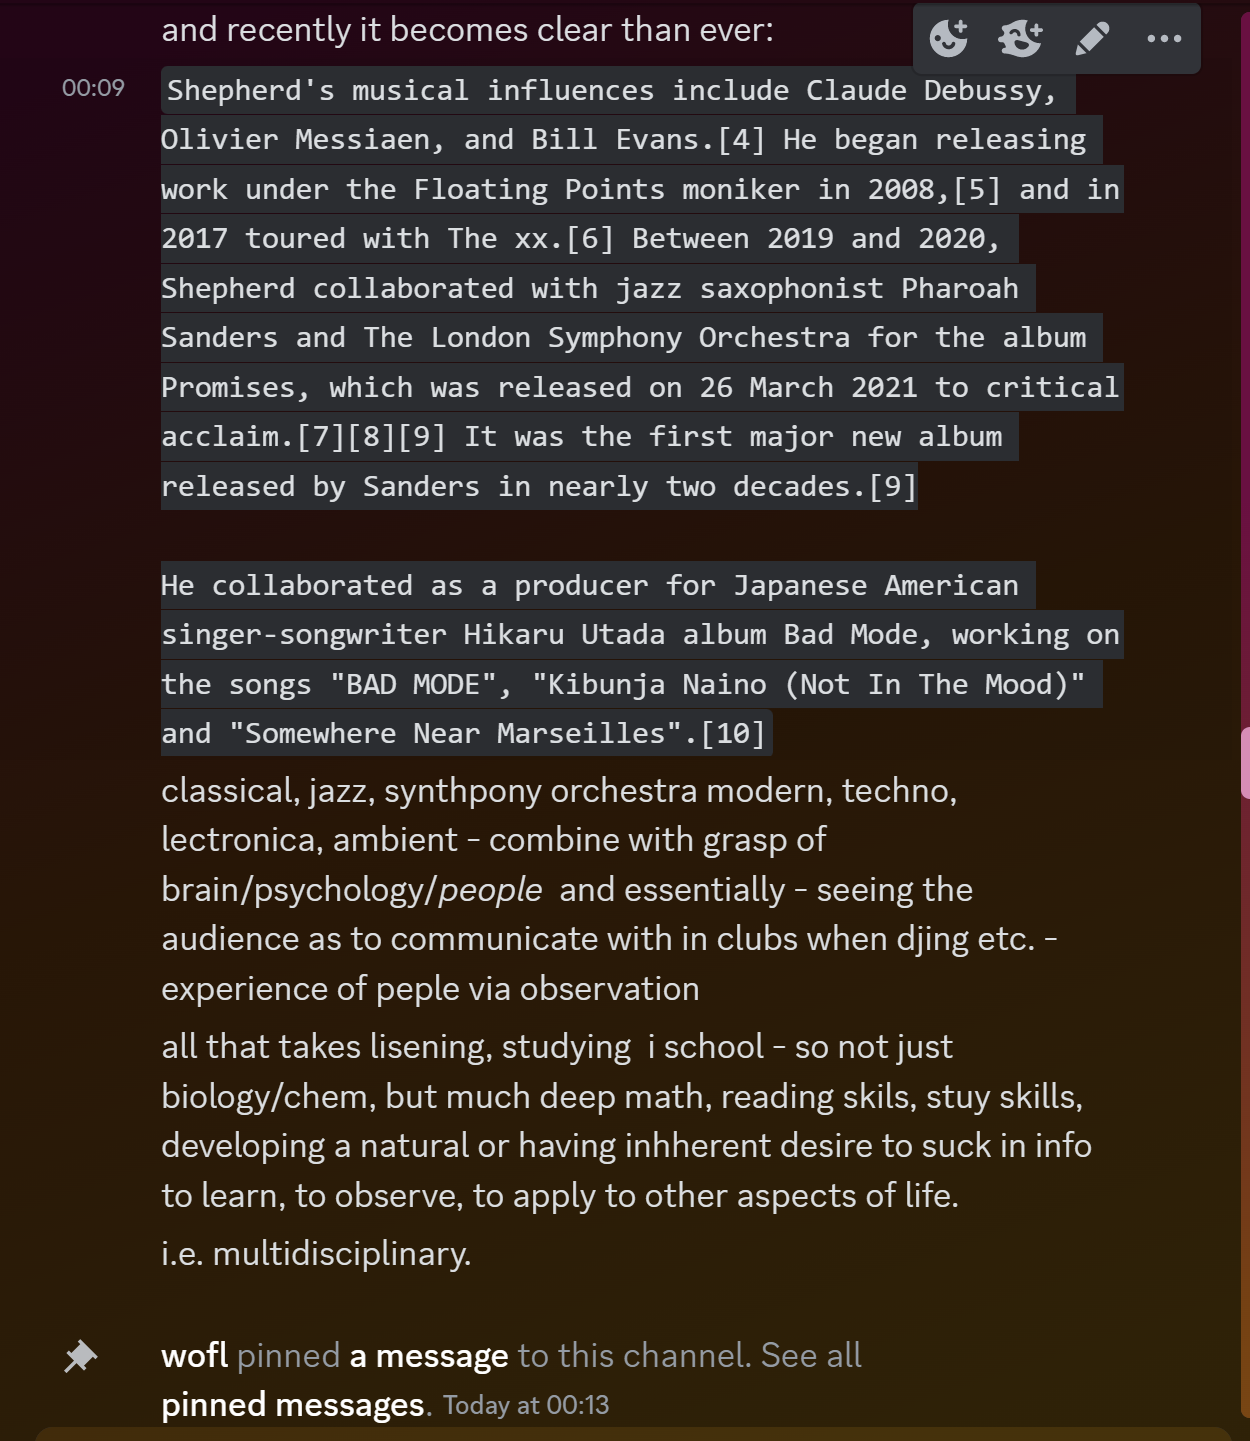 and recently it becomes clear than ever:
00:09
Shepherd's musical influences include Claude Debussy,
Olivier Messiaen, and Bill Evans.[4] He began releasing
work under the Floating Points moniker in 2008,[5] and in
2017 toured with The xx.[6] Between 2019 and 2020,
Shepherd collaborated with jazz saxophonist Pharoah
Sanders and The London Symphony Orchestra for the album
Promises, which was released on 26 March 2021 to critical
acclaim.[7][8][9] It was the first major new album
released by Sanders in nearly two decades.[9]
He collaborated as a producer for Japanese American
singer-songwriter Hikaru Utada album Bad Mode, working on
the songs "BAD MODE", "Kibunja Naino (Not In The Mood)"
and "Somewhere Near Marseilles".[10]
classical, jazz, synthpony orchestra modern, techno,
lectronica, ambient - combine with grasp of
brain/psychology/people and essentially - seeing the
audience as to communicate with in clubs when djing etc. -
experience of peple via observation
all that takes lisening, studying i school - so not just
biology/chem, but much deep math, reading skils, stuy skills,
developing a natural or having inhherent desire to suck in info
to learn, to observe, to apply to other aspects of life.
i.e. multidisciplinary.
wofl pinned a message to this channel. See all
pinned messages. Today at 00:13